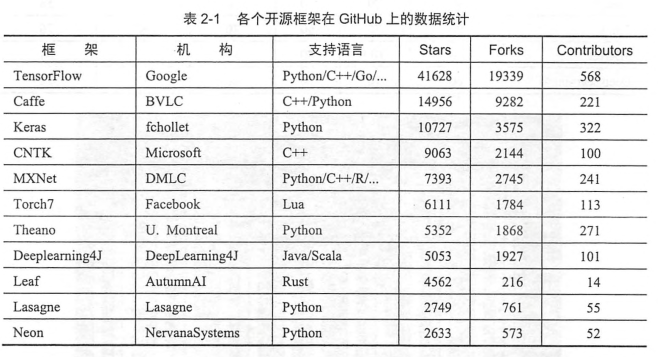 表 2-1 各个开源框架在 GitHub 上的数据统计
框 架 机 构 支持语言 Stars Forks Contributors
TensorFlow Google Python/C++/Go/... 41628 19339 568
Caffe BVLC C++/Python 14956 9282 221
Keras fchollet Python 10727 3575 322
CNTK Microsoft C++ 9063 2144 100
MXNet DMLC Python/C++/R/... 7393 2745 241
Torch7 Facebook Lua 6111 1784 113
Theano U. Montreal Python 5352 1868 271
Deeplearning4J DeepLearning4J Java/Scala 5053 1927 101
Leaf AutumnAI Rust 4562 216 14
Lasagne Lasagne Python 2749 761 55
Neon NervanaSystems Python 2633 573 52